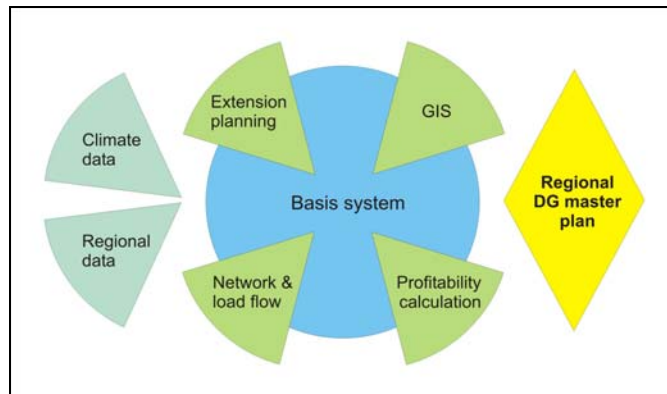 Climate
data
Regional
data
Extension
planning
GIS
Basis system
Network &
load flow
Profitability
calculation
Regional
DG master
plan